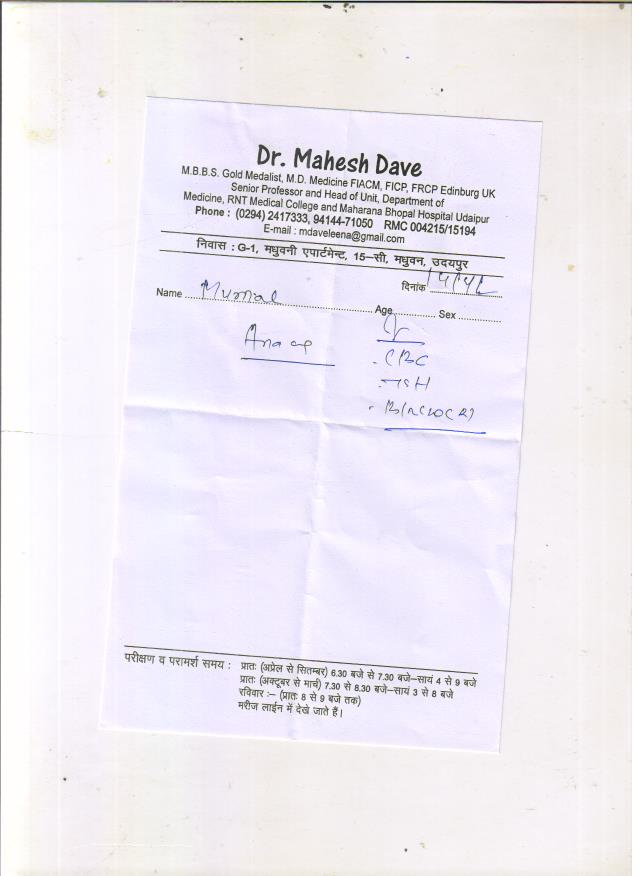 Dr. Mahesh Dave
M.B.B.S. Gold Medalist, M.D. Medicine FIACM, FICP, FRCP Edinburg UK
Senior Professor and Head of Unit, Department of
Medicine, RNT Medical College and Maharana Bhopal Hospital Udaipur
Phone : (0294) 2417333, 94144-71050 RMC 004215/15194
E-mail : mdaveleena@gmail.com
निवास : G-1, मधुवनी एपार्टमेन्ट, 15-सी, मधुवन, उदयपुर
दिनांक
Name Mumal Age Sex
CBC
TSH
परीक्षण व परामर्श समय : प्रातः (अप्रेल से सितम्बर) 6.30 बजे से 7.30 बजे-सायं 4 से 9 बजे
प्रातः (अक्टूबर से मार्च) 7.30 से 8.30 बजे-सायं 3 से 8 बजे
रविवार :- (प्रातः 8 से 9 बजे तक)
मरीज लाईन में देखे जाते हैं।